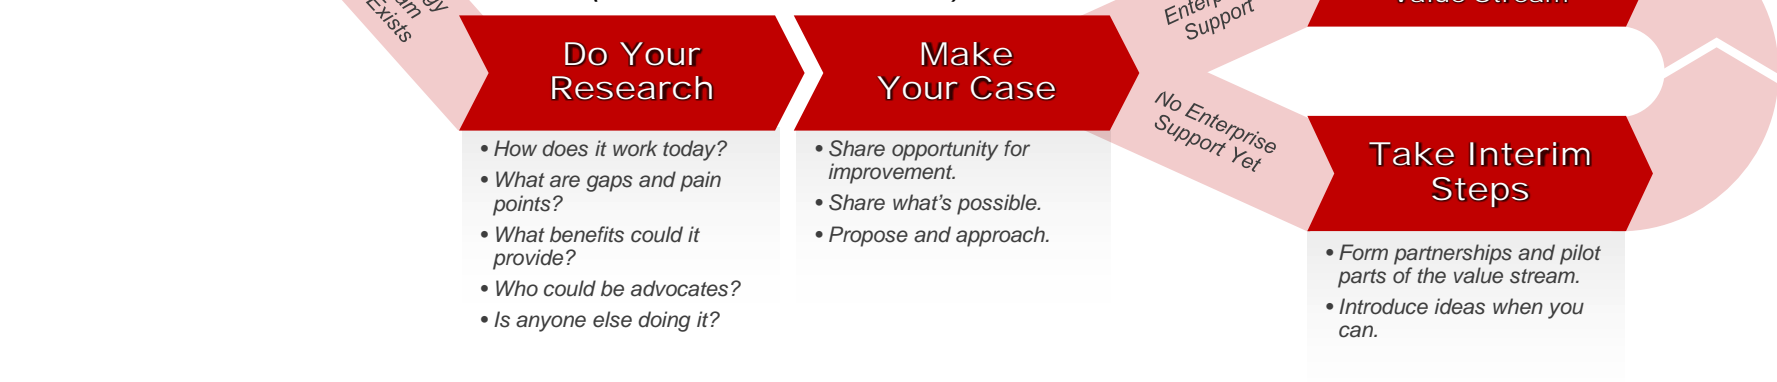 Exists
Support
Value Stream
Do Your
Research
Make
Your Case
No Enterprise
Support Yet
Take Interim
Steps
• How does it work today?
• What are gaps and pain
points?
• What benefits could it
provide?
• Who could be advocates?
• Is anyone else doing it?
• Share opportunity for
improvement.
• Share what’s possible.
• Propose and approach.
• Form partnerships and pilot
parts of the value stream.
• Introduce ideas when you
can.